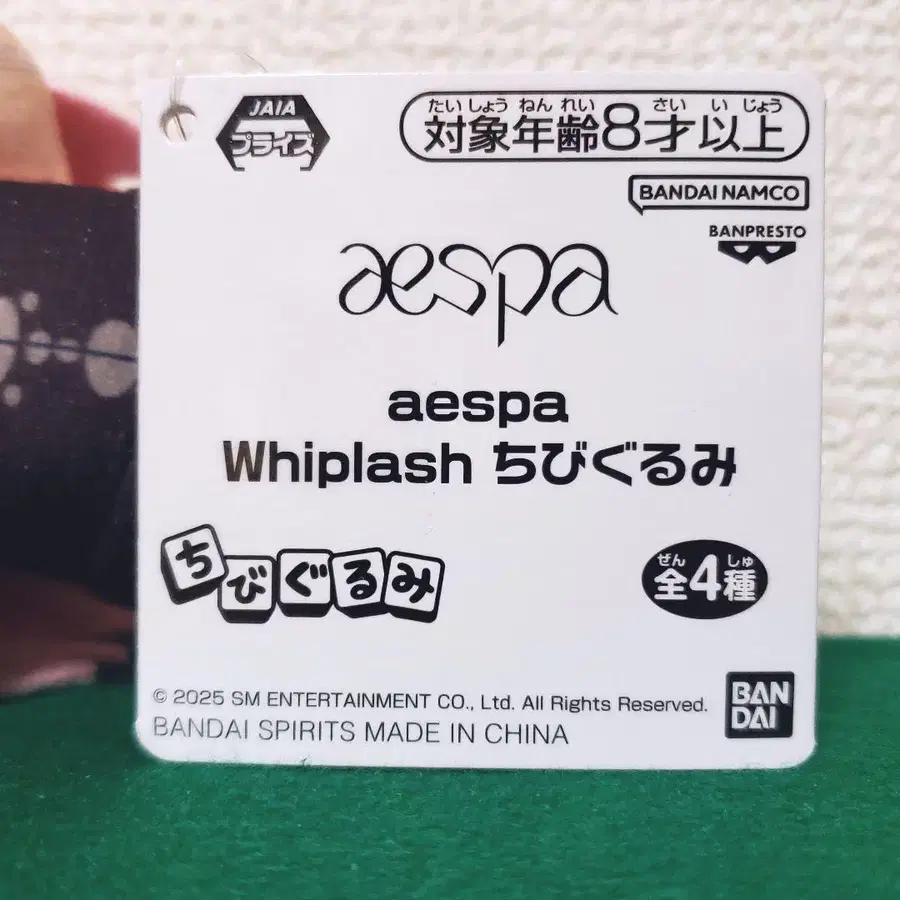 JAIA
プライズ
たいしょうねんれい さいいじょう
対象年齢8才以上
BANDAI NAMCO
BANPRESTO
aespa
aespa
Whiplash ちびぐるみ
ちびぐるみ
ぜん しゅ
全4種
© 2025 SM ENTERTAINMENT CO., Ltd. All Rights Reserved.
BANDAI SPIRITS MADE IN CHINA
BAN
DAI